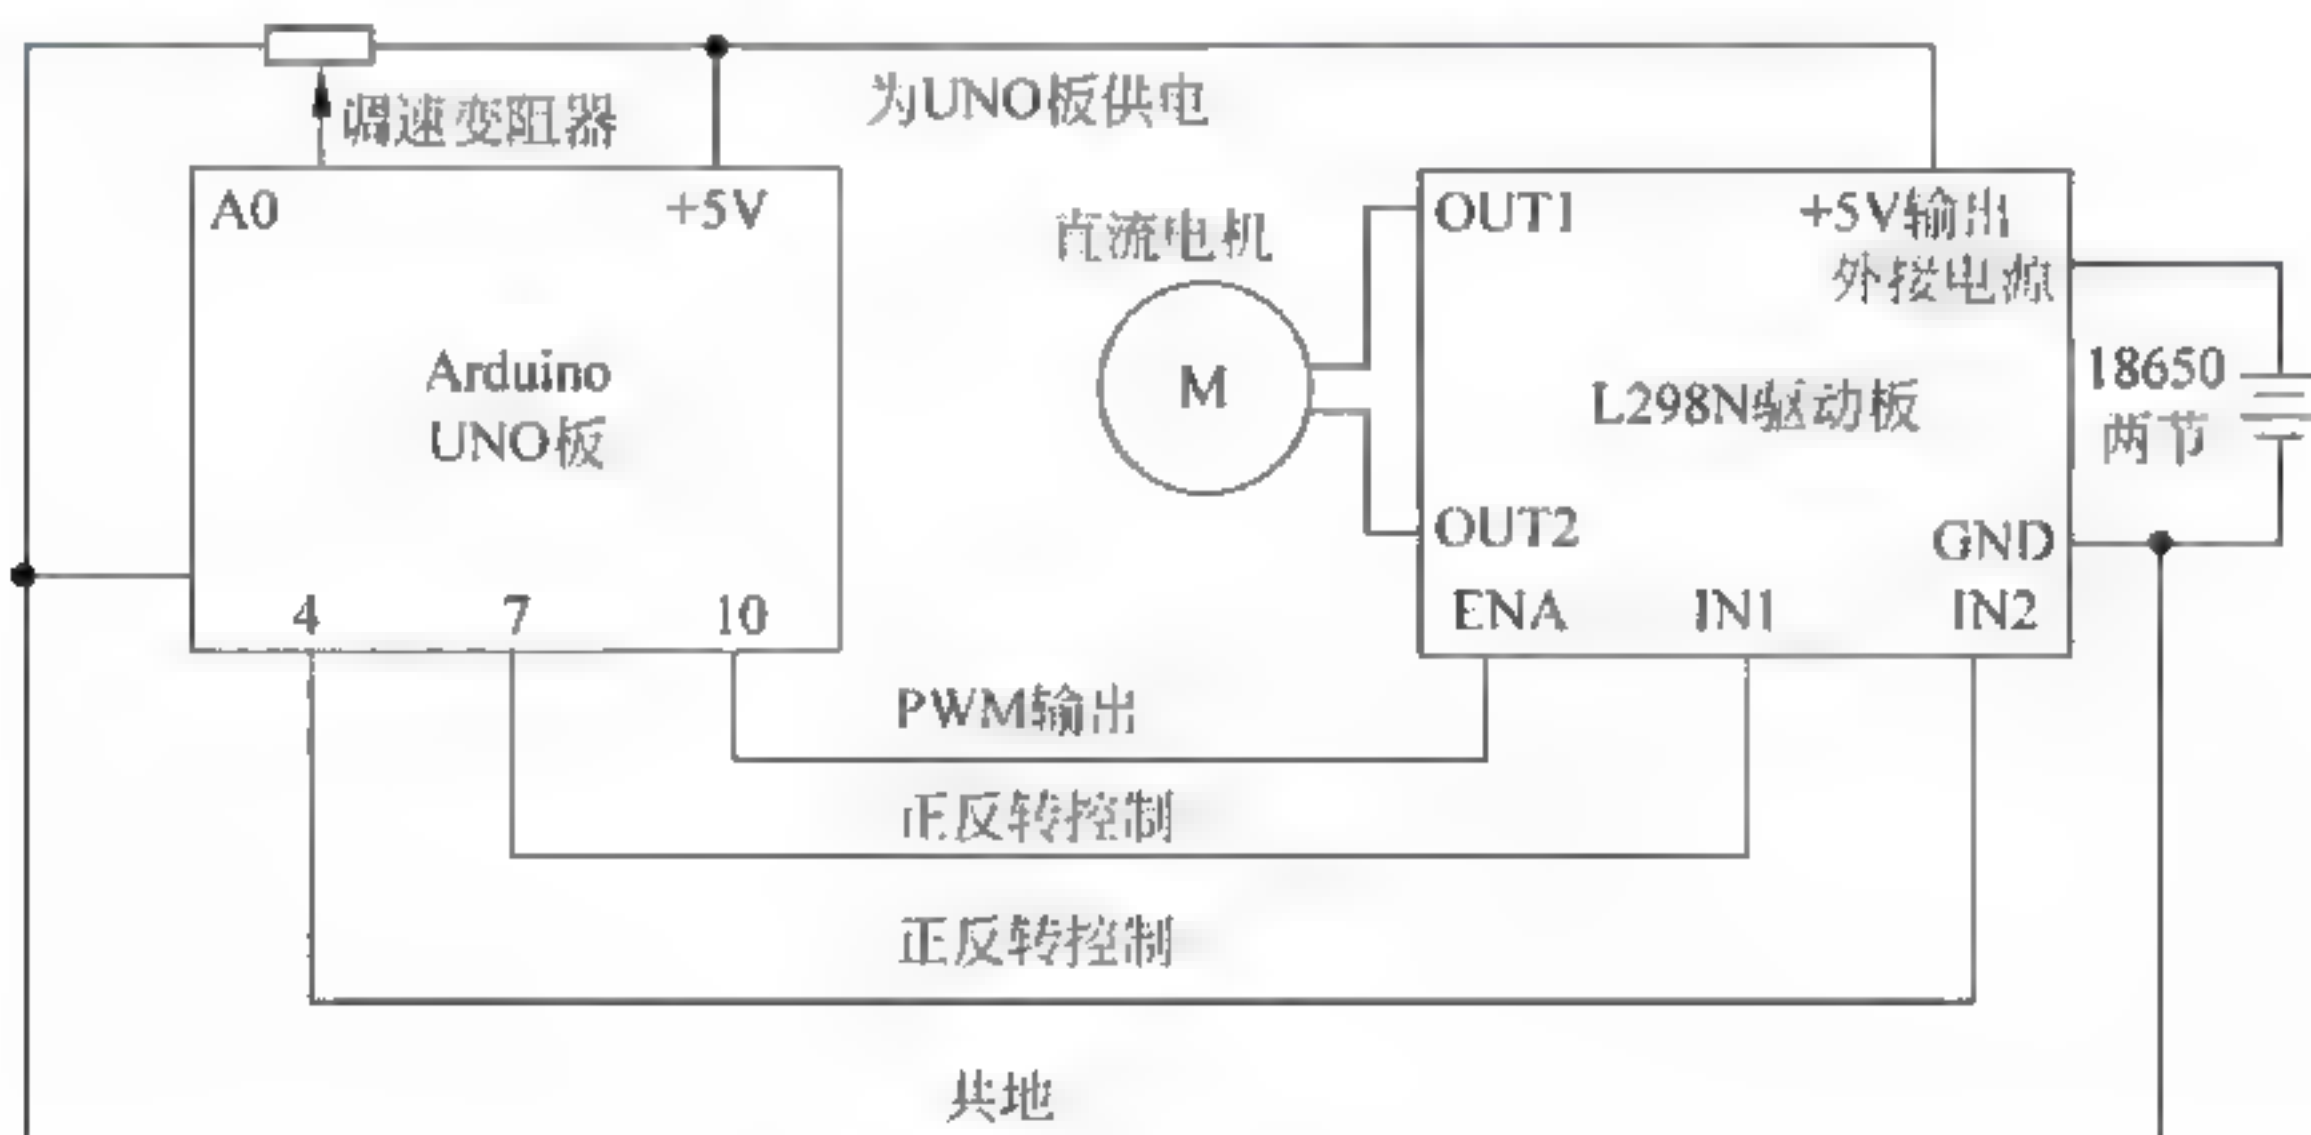 调速变阻器
为UNO板供电
A0
+5V
Arduino
UNO板
4
7
10
直流电机
M
OUT1
+5V输出
外接电源
L298N驱动板
18650
两节
OUT2
GND
ENA
IN1
IN2
PWM输出
正反转控制
正反转控制
共地